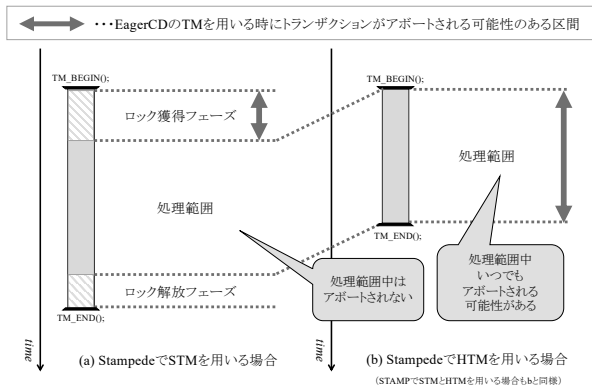 ･･･EagerCDのTMを用いる時にトランザクションがアボートされる可能性のある区間
TM_BEGIN();
ロック獲得フェーズ
処理範囲
ロック解放フェーズ
TM_END();
処理範囲中は
アボートされない
time
(a) StampedeでSTMを用いる場合
TM_BEGIN();
処理範囲
TM_END();
処理範囲中
いつでも
アボートされる
可能性がある
time
(b) StampedeでHTMを用いる場合
(STAMPでSTMとHTMを用いる場合もbと同様)